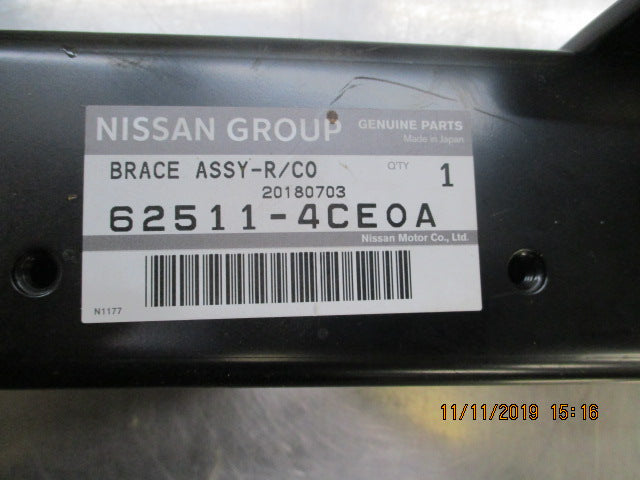 NISSAN GROUP GENUINE PARTS
Made in Japan
BRACE ASSY-R/CO Q'TY 1
20180703
62511-4CE0A
Nissan Motor Co., Ltd.
N1177
11/11/2019 15:16